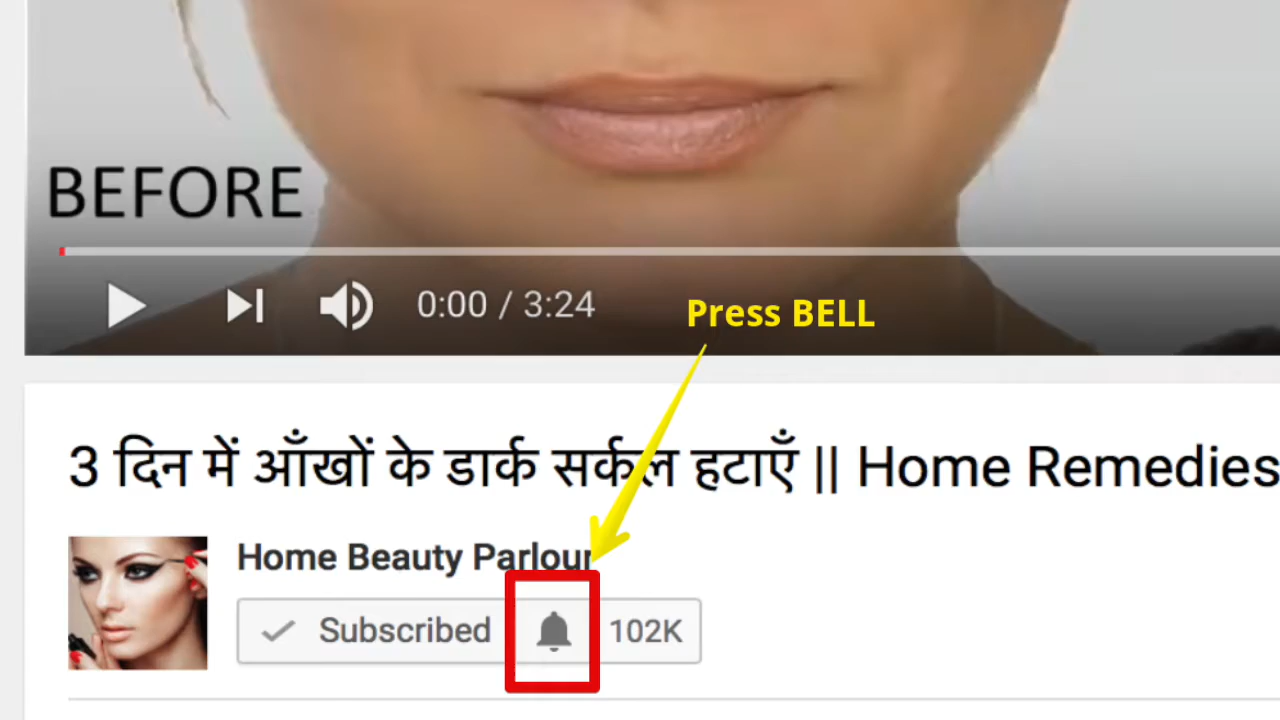 BEFORE
0:00 / 3:24
Press BELL
3 दिन में आँखों के डार्क सर्कल हटाएँ || Home Remedies
Home Beauty Parlour
Subscribed 102K